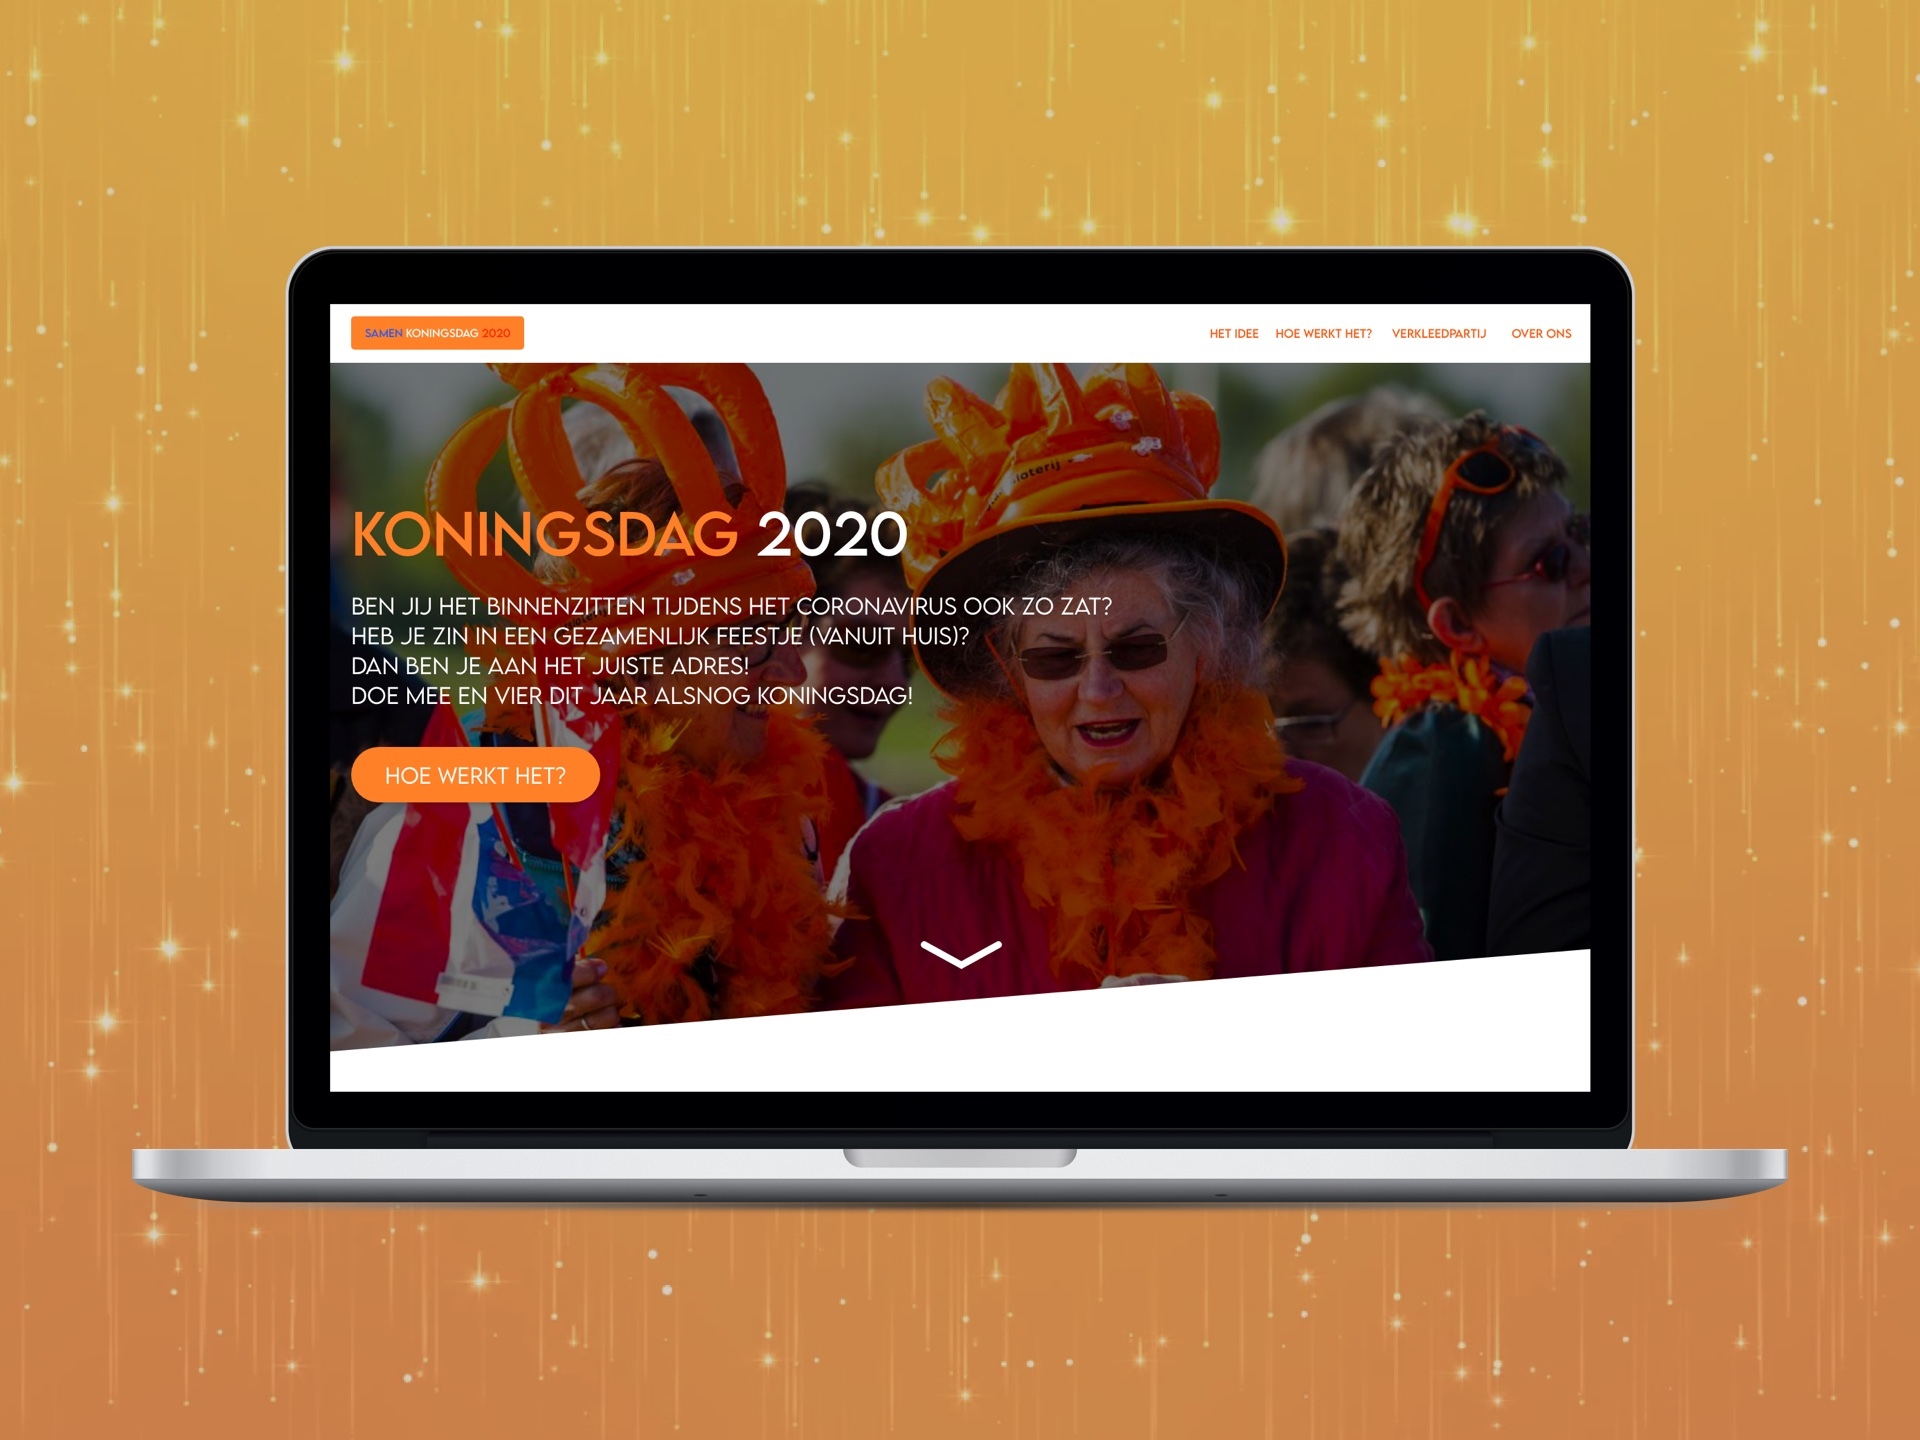 SAMEN KONINGSDAG 2020
HET IDEE HOE WERKT HET? VERKLEEDPARTIJ OVER ONS
loterij
KONINGSDAG 2020
BEN JIJ HET BINNENZITTEN TIJDENS HET CORONAVIRUS OOK ZO ZAT?
HEB JE ZIN IN EEN GEZAMENLIJK FEESTJE (VANUIT HUIS)?
DAN BEN JE AAN HET JUISTE ADRES!
DOE MEE EN VIER DIT JAAR ALSNOG KONINGSDAG!
HOE WERKT HET?